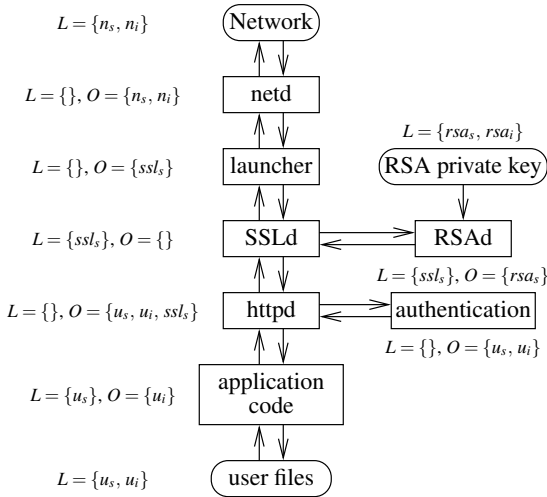 L = {n_s, n_i}
Network
L = {}, O = {n_s, n_i}
netd
L = {rsa_s, rsa_i}
L = {}, O = {ssl_s}
launcher
RSA private key
L = {ssl_s}, O = {}
SSLd
RSAd
L = {ssl_s}, O = {rsa_s}
L = {}, O = {u_s, u_i, ssl_s}
httpd
authentication
L = {}, O = {u_s, u_i}
L = {u_s}, O = {u_i}
application
code
L = {u_s, u_i}
user files